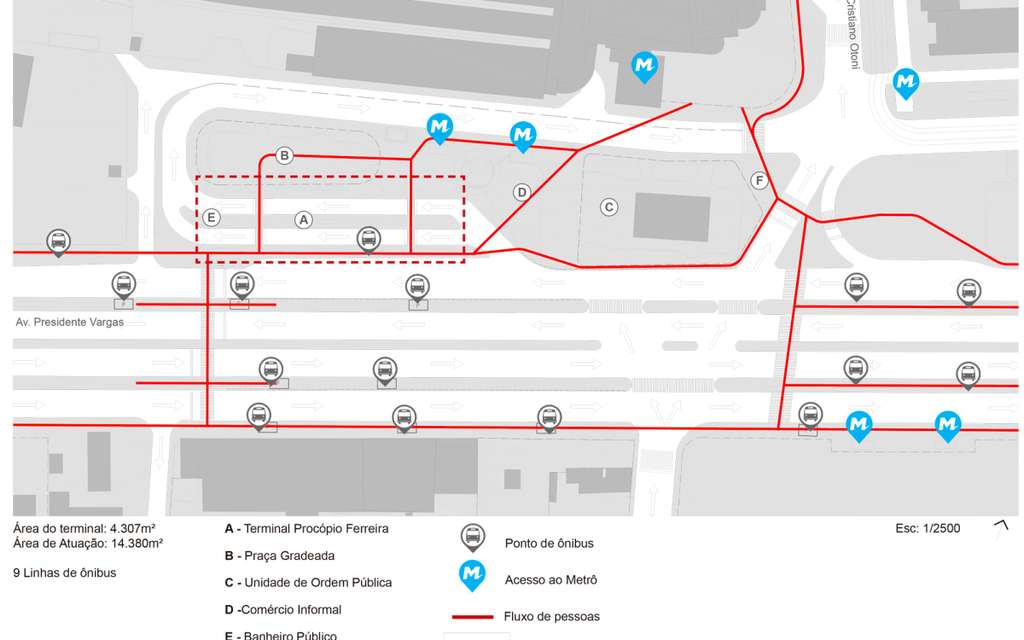 Cristiano Otoni
B
D
F
E
A
C
Av. Presidente Vargas
Área do terminal: 4.307m²
Área de Atuação: 14.380m²
9 Linhas de ônibus
A - Terminal Procópio Ferreira
B - Praça Gradeada
C - Unidade de Ordem Pública
D -Comércio Informal
E - Banheiro Público
Ponto de ônibus
Acesso ao Metrô
Fluxo de pessoas
Esc: 1/2500